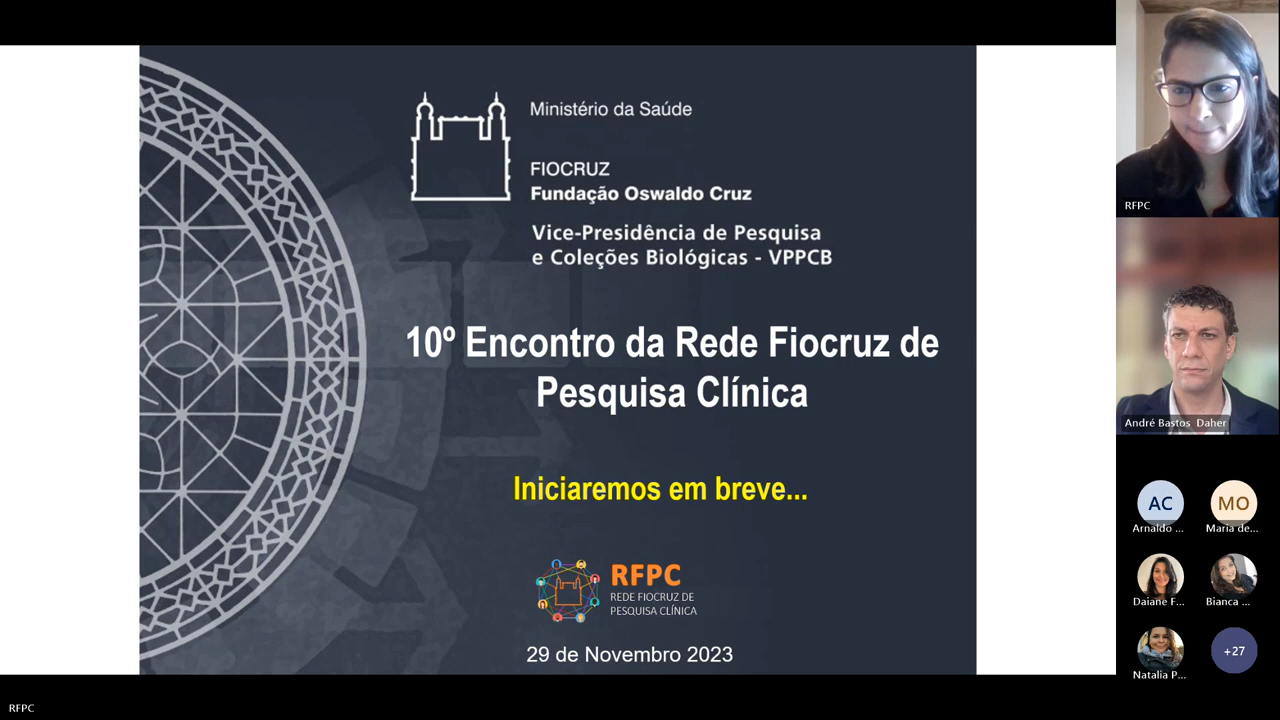 Ministério da Saúde
FIOCRUZ
Fundação Oswaldo Cruz
Vice-Presidência de Pesquisa
e Coleções Biológicas - VPPCB
10º Encontro da Rede Fiocruz de
Pesquisa Clínica
Iniciaremos em breve...
RFPC
REDE FIOCRUZ DE
PESQUISA CLÍNICA
29 de Novembro 2023
RFPC
André Bastos Daher
AC
MO
Arnaldo ...
Maria de...
Daiane F...
Bianca ...
Natalia P...
+27
RFPC